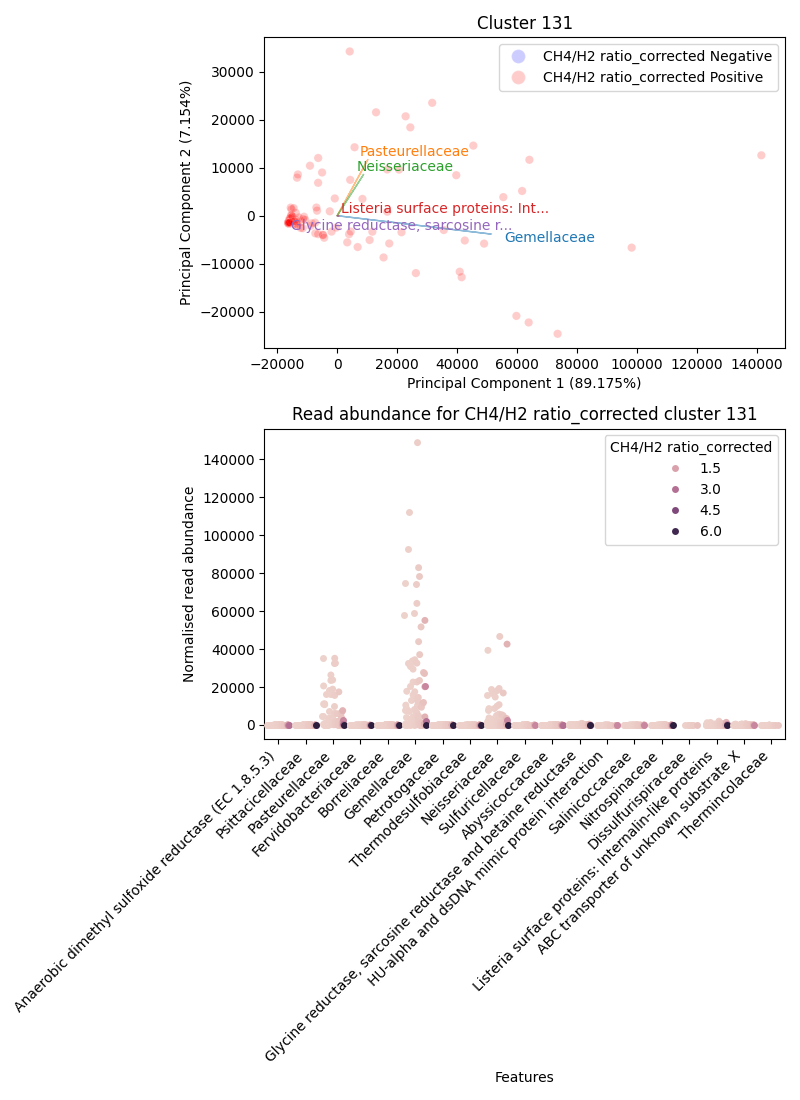 Cluster 131
CH4/H2 ratio_corrected Negative
CH4/H2 ratio_corrected Positive
Principal Component 2 (7.154%)
30000
20000
10000
0
−10000
−20000
Pasteurellaceae
Neisseriaceae
Listeria surface proteins: Int...
Glycine reductase, sarcosine r...
Gemellaceae
−20000 0 20000 40000 60000 80000 100000 120000 140000
Principal Component 1 (89.175%)
Read abundance for CH4/H2 ratio_corrected cluster 131
CH4/H2 ratio_corrected
1.5
3.0
4.5
6.0
Normalised read abundance
140000
120000
100000
80000
60000
40000
20000
0
Anaerobic dimethyl sulfoxide reductase (EC 1.8.5.3)
Psittacicellaceae
Pasteurellaceae
Fervidobacteriaceae
Borreliaceae
Gemellaceae
Petrotogaceae
Thermodesulfobiaceae
Neisseriaceae
Sulfuricellaceae
Abyssicoccaceae
Glycine reductase, sarcosine reductase and betaine reductase
HU-alpha and dsDNA mimic protein interaction
Salinicoccaceae
Nitrospinaceae
Dissulfurispiraceae
Listeria surface proteins: Internalin-like proteins
ABC transporter of unknown substrate X
Thermincolaceae
Features